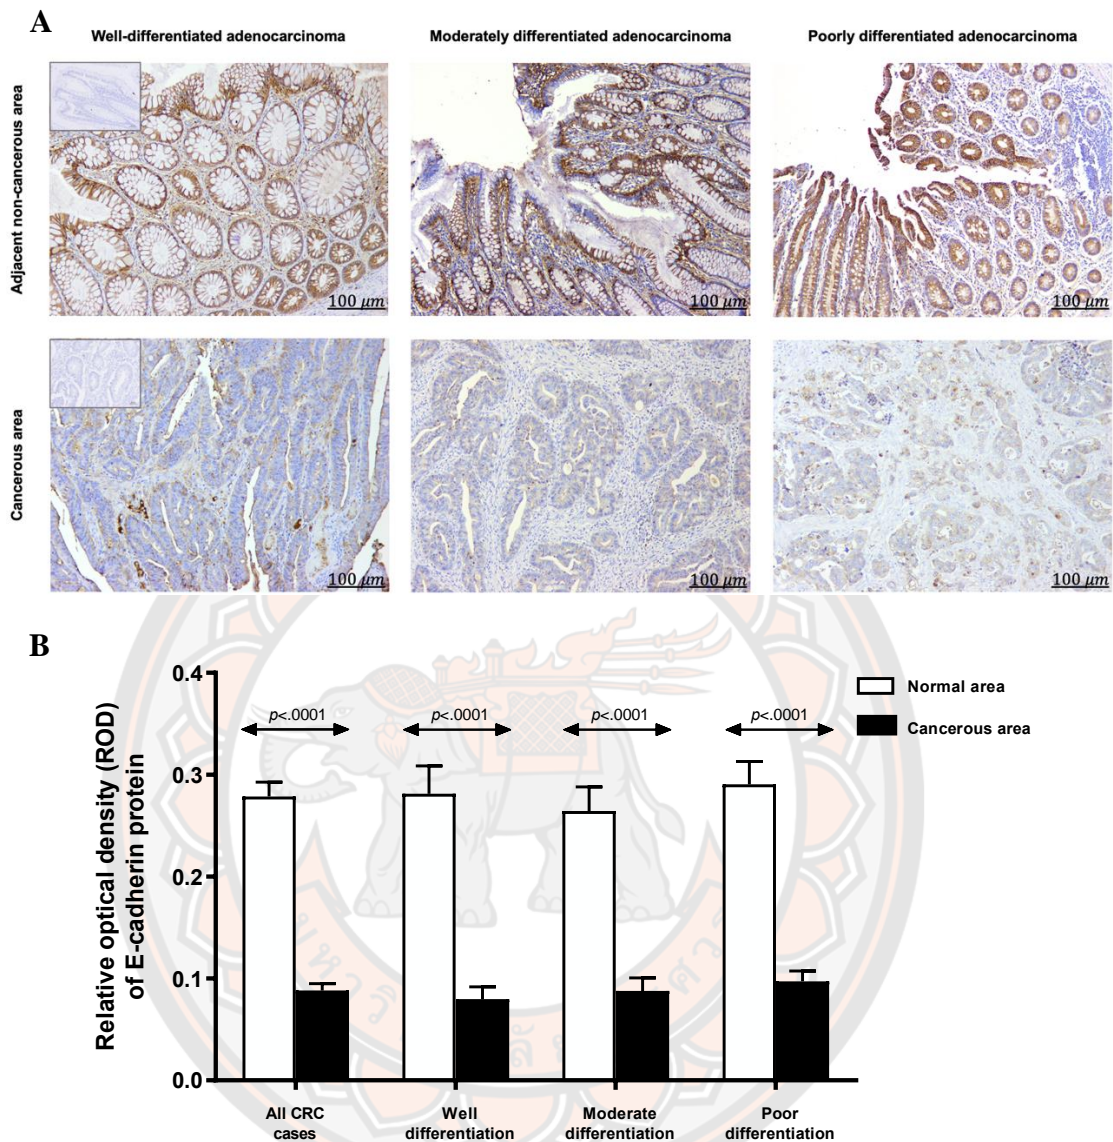 A
Well-differentiated adenocarcinoma
Moderately differentiated adenocarcinoma
Poorly differentiated adenocarcinoma
Adjacent non-cancerous area
100 μm
100 μm
100 μm
Cancerous area
100 μm
100 μm
100 μm
B
Relative optical density (ROD)
of E-cadherin protein
0.4
0.3
0.2
0.1
0.0
p<.0001
p<.0001
p<.0001
p<.0001
Normal area
Cancerous area
All CRC
cases
Well
differentiation
Moderate
differentiation
Poor
differentiation